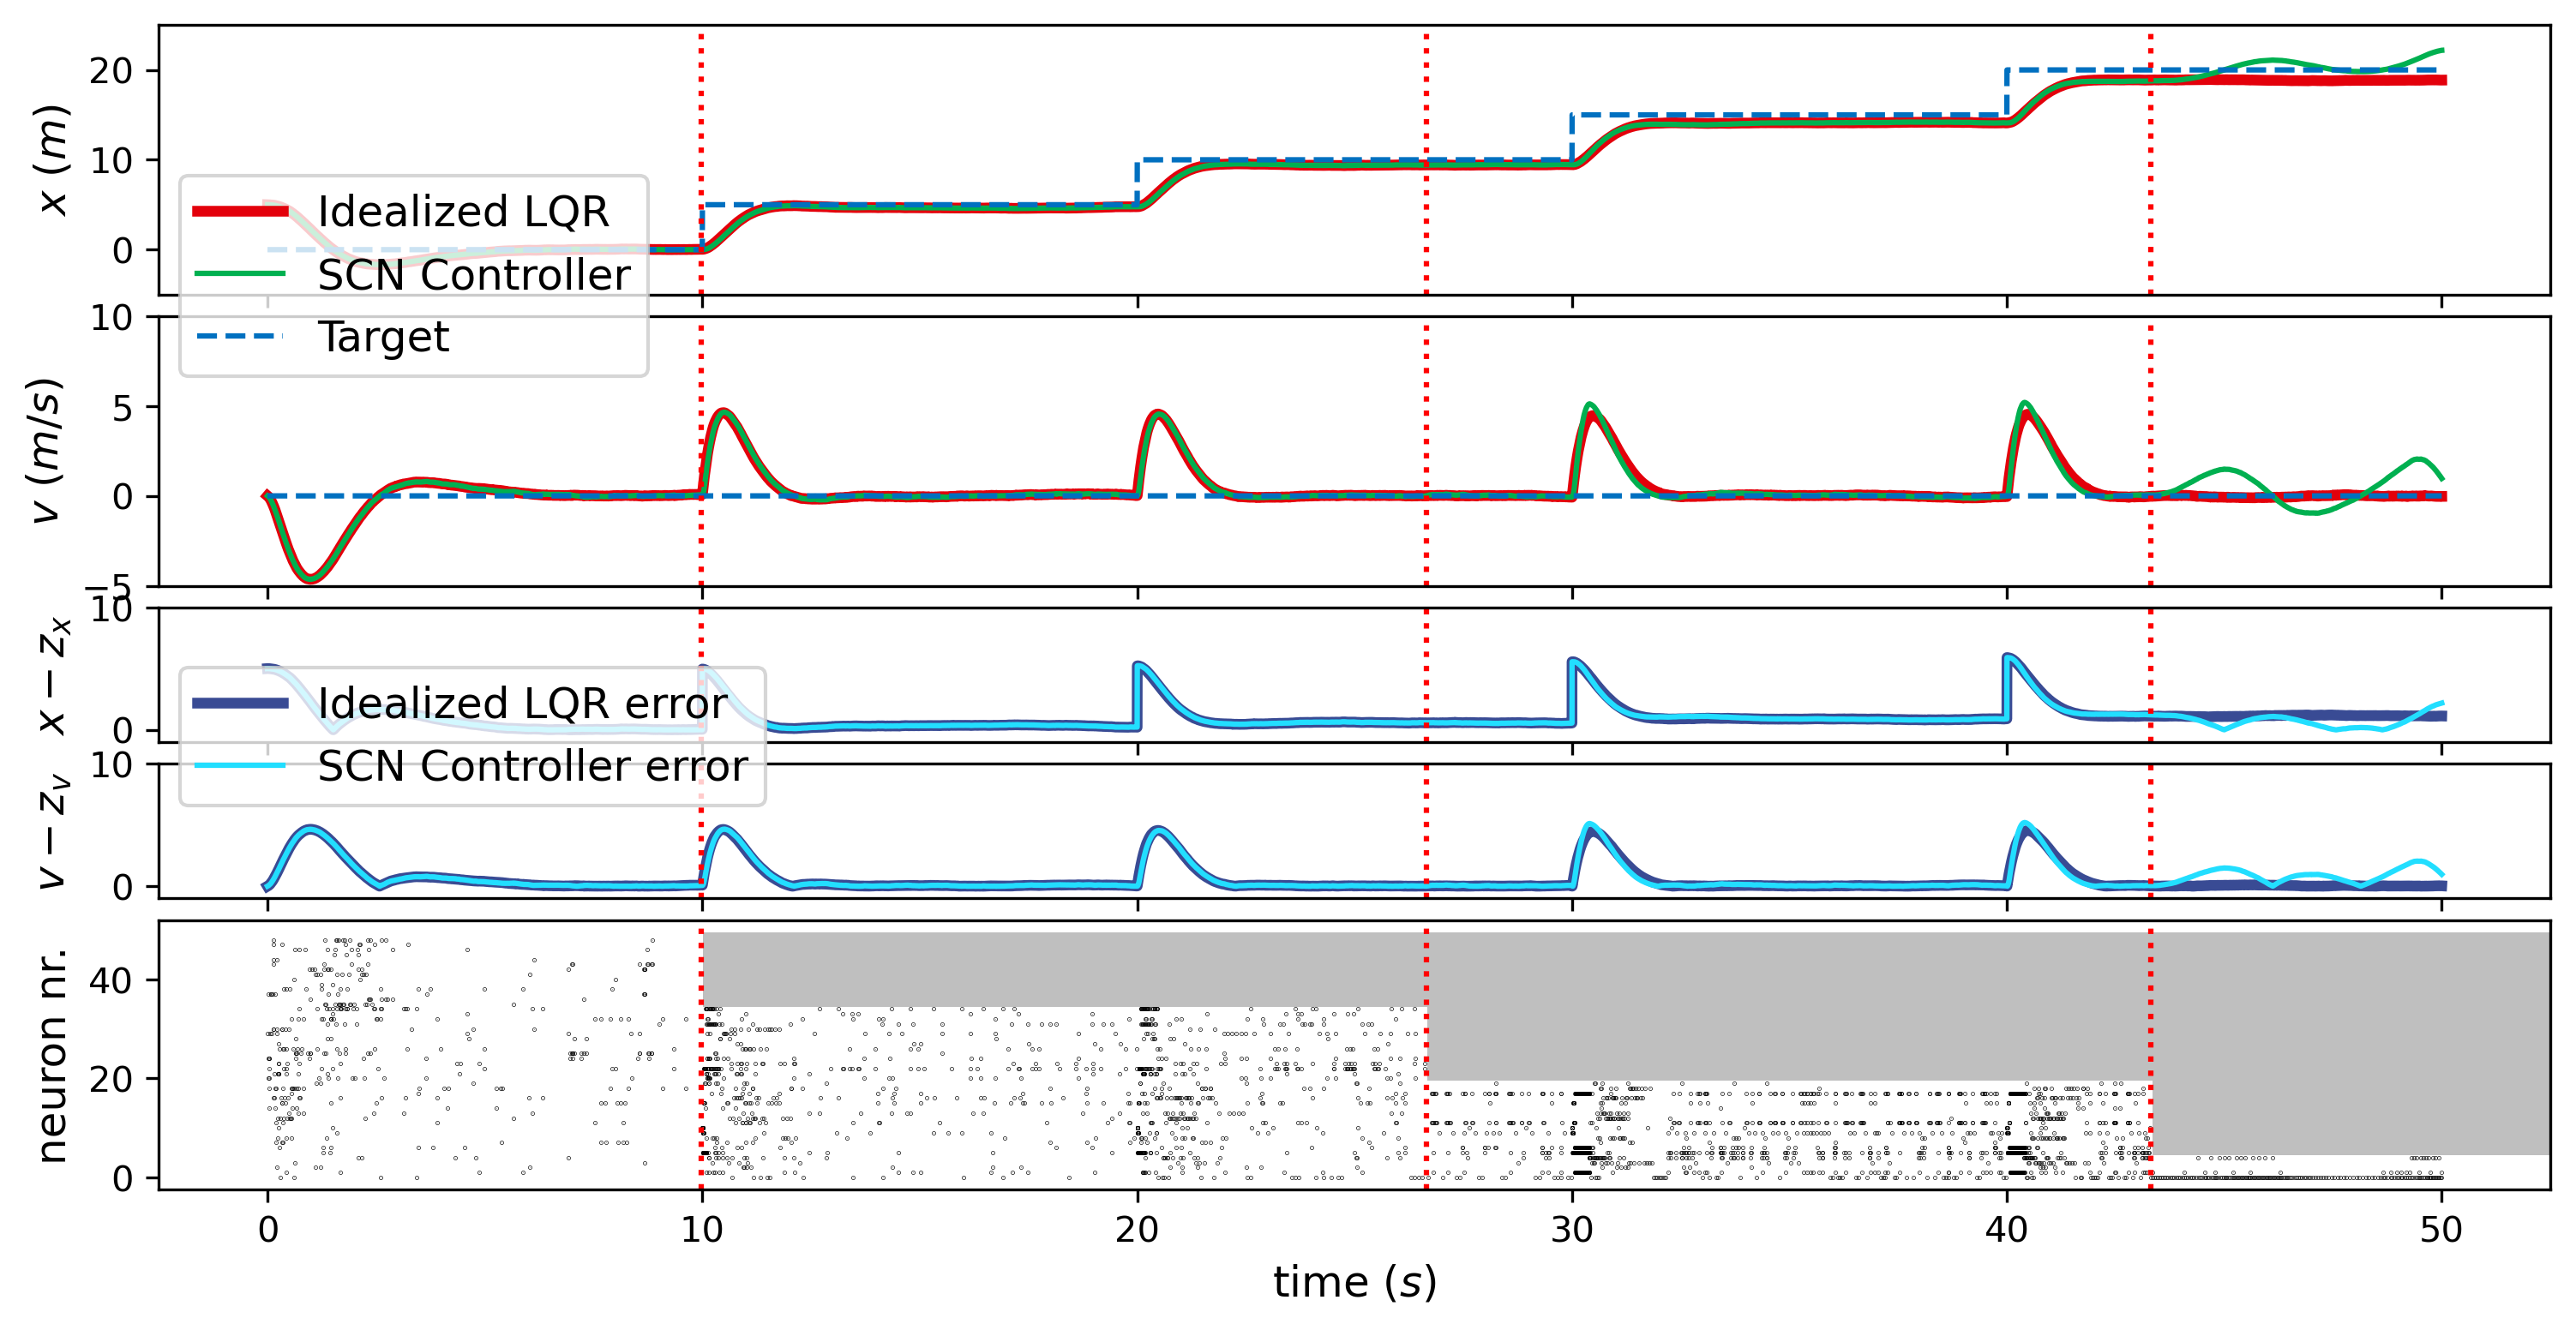 x (m)
20
10
0
Idealized LQR
SCN Controller
Target
v (m/s)
10
5
0
−5
x − z_x
10
0
Idealized LQR error
SCN Controller error
v − z_v
10
0
neuron nr.
40
20
0
0 10 20 30 40 50
time (s)